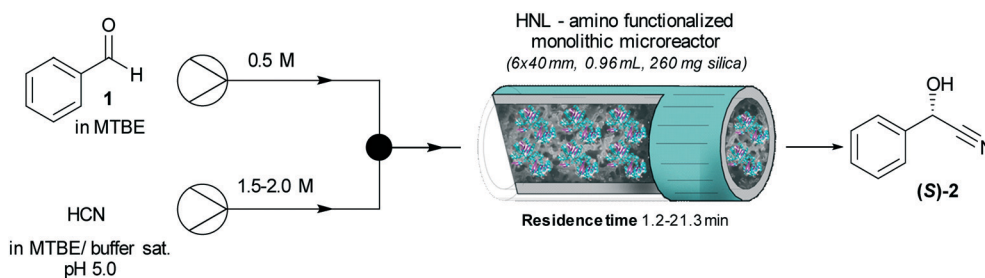 O
H
1
in MTBE
0.5 M
HCN
in MTBE/ buffer sat.
pH 5.0
1.5-2.0 M
HNL - amino functionalized
monolithic microreactor
(6x40 mm, 0.96 mL, 260 mg silica)
Residence time 1.2-21.3 min
OH
N
(S)-2